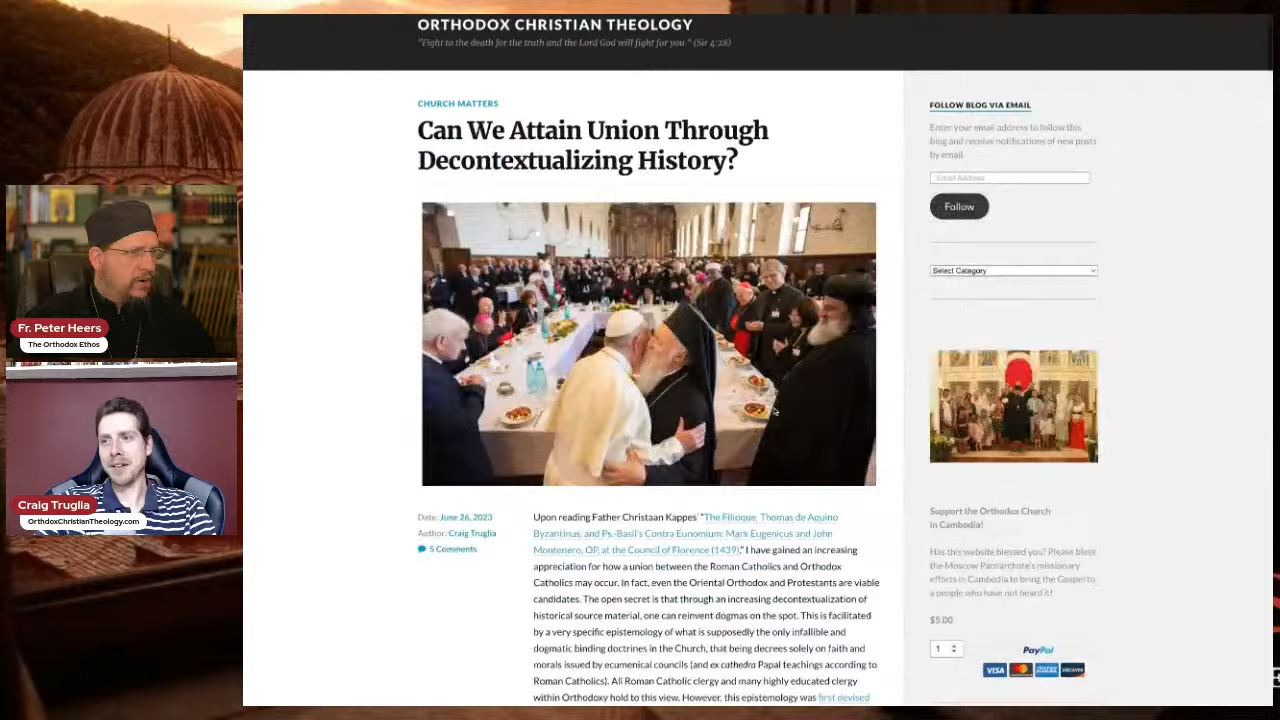 ORTHODOX CHRISTIAN THEOLOGY
"Fight to the death for the truth and the Lord God will fight for you." (Sir 4:28)
CHURCH MATTERS
Can We Attain Union Through
Decontextualizing History?
Date: June 26, 2023
Author: Craig Truglia
5 Comments
Upon reading Father Christaan Kappes' "The Filioque, Thomas de Aquino
Byzantinus, and Ps.-Basil's Contra Eunomium: Mark Eugenicus and John
Montenero, OP, at the Council of Florence (1439)," I have gained an increasing
appreciation for how a union between the Roman Catholics and Orthodox
Catholics may occur. In fact, even the Oriental Orthodox and Protestants are viable
candidates. The open secret is that through an increasing decontextualization of
historical source material, one can reinvent dogmas on the spot. This is facilitated
by a very specific epistemology of what is supposedly the only infallible and
dogmatic binding doctrines in the Church, that being decrees solely on faith and
morals issued by ecumenical councils (and ex cathedra Papal teachings according to
Roman Catholics). All Roman Catholic clergy and many highly educated clergy
within Orthodoxy hold to this view. However, this epistemology was first devised
FOLLOW BLOG VIA EMAIL
Enter your email address to follow this
blog and receive notifications of new posts
by email.
Email Address
Follow
Select Category
Support the Orthodox Church
in Cambodia!
Has this website blessed you? Please bless
the Moscow Patriarchate's missionary
efforts in Cambodia to bring the Gospel to
a people who have not heard it!
$5.00
1
PayPal
VISA
DISCOVER
Fr. Peter Heers
The Orthodox Ethos
Craig Truglia
OrthodoxChristianTheology.com